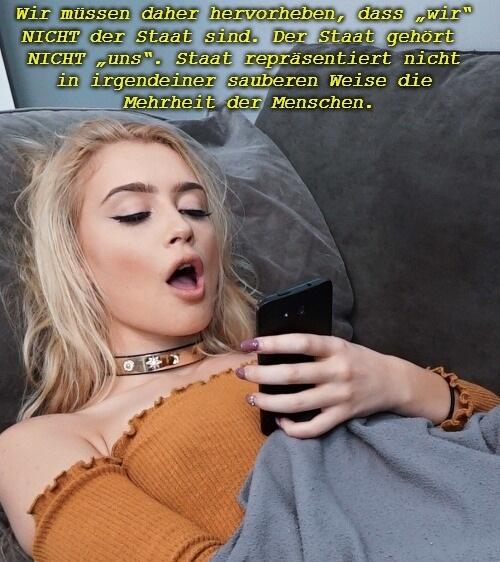 Wir müssen daher hervorheben, dass „wir“
NICHT der Staat sind. Der Staat gehört
NICHT „uns“. Staat repräsentiert nicht
in irgendeiner sauberen Weise die
Mehrheit der Menschen.